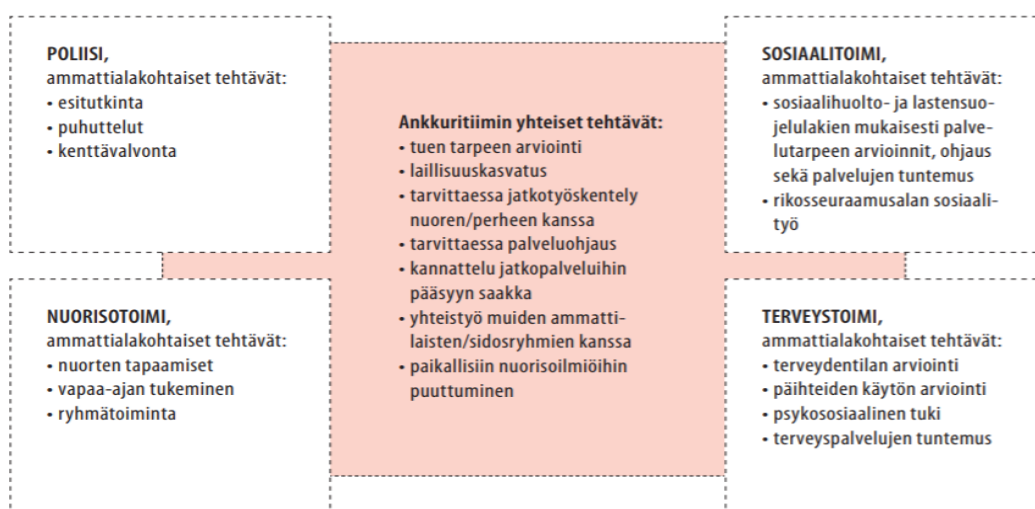 POLIISI,
ammattialakohtaiset tehtävät:
• esitutkinta
• puhuttelut
• kenttävalvonta
NUORISOTOIMI,
ammattialakohtaiset tehtävät:
• nuorten tapaamiset
• vapaa-ajan tukeminen
• ryhmätoiminta
Ankkuritiimin yhteiset tehtävät:
• tuen tarpeen arviointi
• laillisuuskasvatus
• tarvittaessa jatkotyöskentely
nuoren/perheen kanssa
• tarvittaessa palveluohjaus
• kannattelu jatkopalveluihin
pääsyyn saakka
• yhteistyö muiden ammatti-
laisten/sidosryhmien kanssa
• paikallisiin nuorisoilmiöihin
puuttuminen
SOSIAALITOIMI,
ammattialakohtaiset tehtävät:
• sosiaalihuolto- ja lastensuo-
jelulakien mukaisesti palve-
lutarpeen arvioinnit, ohjaus
sekä palvelujen tuntemus
• rikosseuraamusalan sosiaali-
työ
TERVEYSTOIMI,
ammattialakohtaiset tehtävät:
• terveydentilan arviointi
• päihteiden käytön arviointi
• psykososiaalinen tuki
• terveyspalvelujen tuntemus